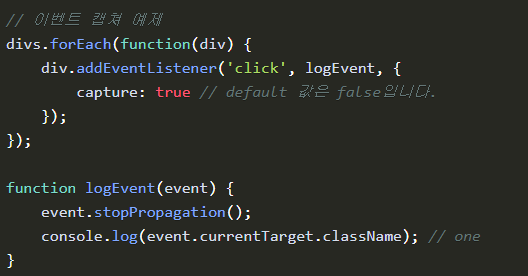 // 이벤트 캡쳐 예제
divs.forEach(function(div) {
    div.addEventListener('click', logEvent, {
        capture: true // default 값은 false입니다.
    });
});

function logEvent(event) {
    event.stopPropagation();
    console.log(event.currentTarget.className); // one
}